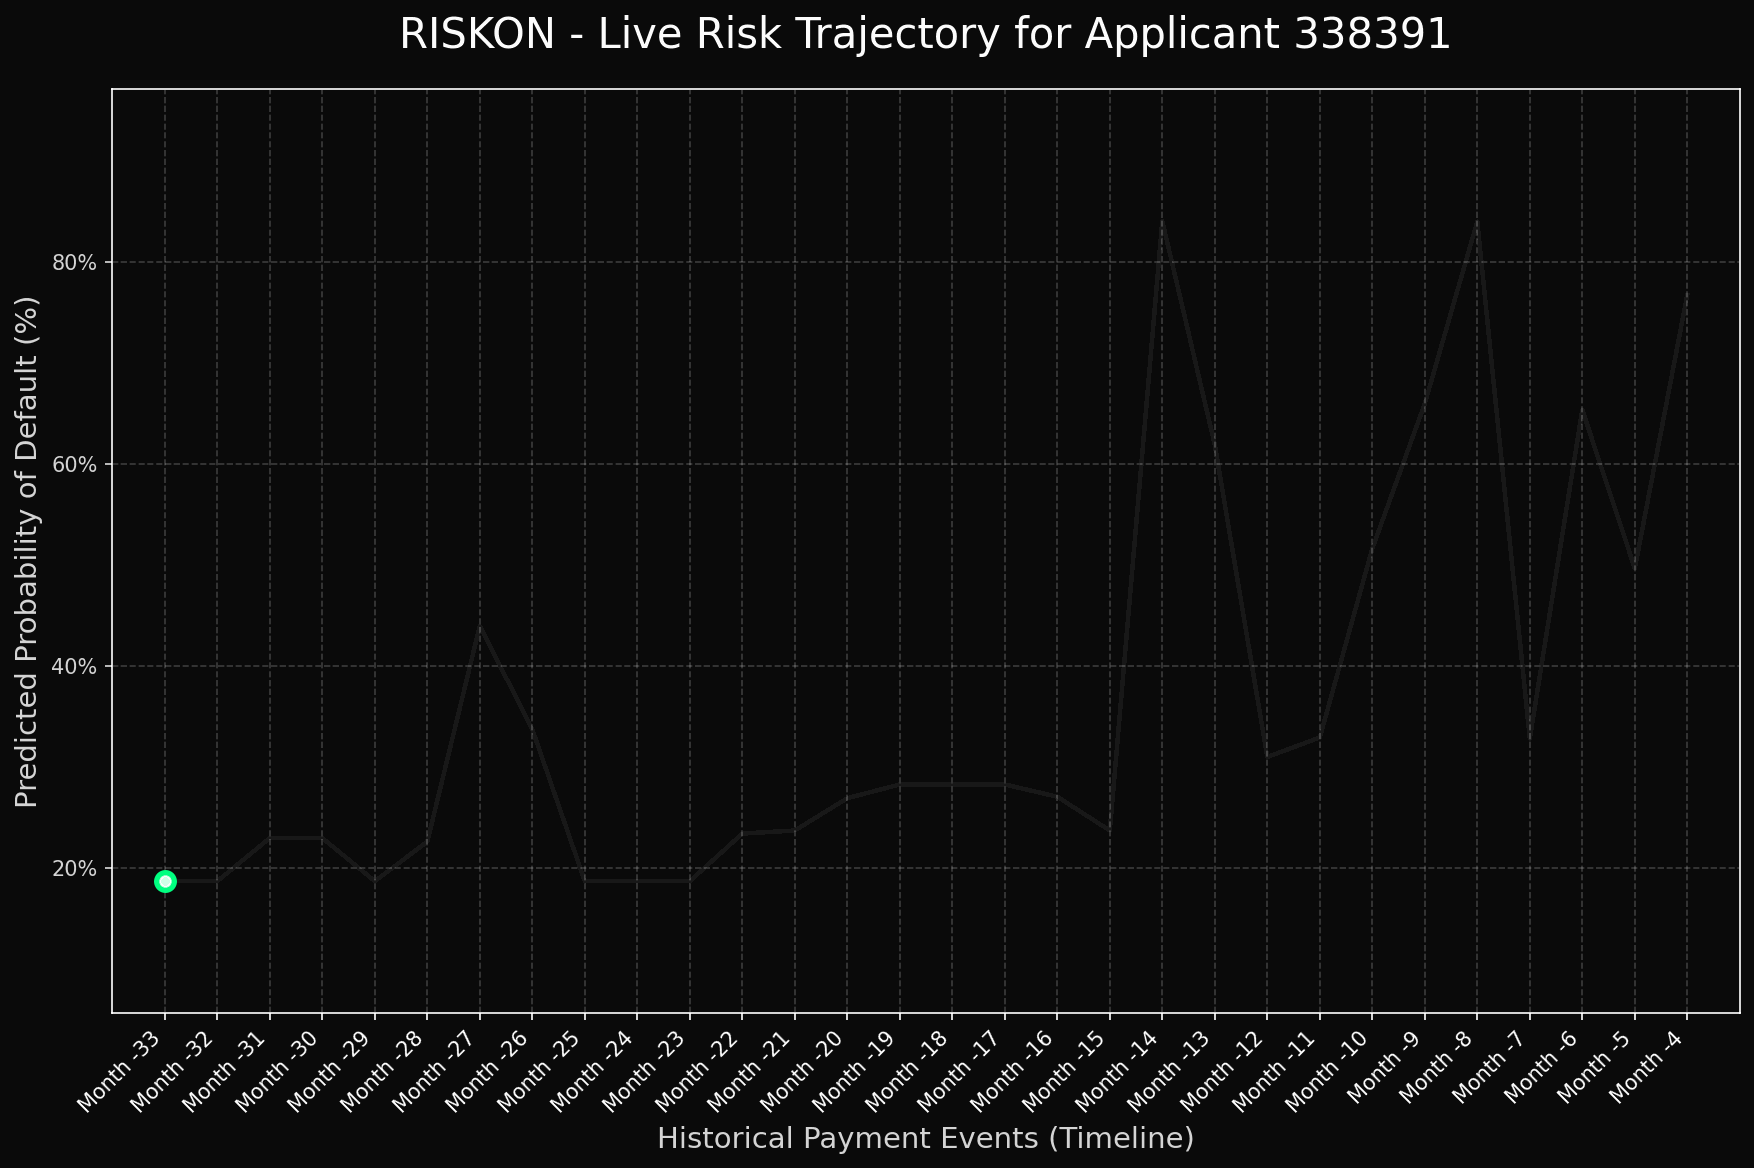 RISKON - Live Risk Trajectory for Applicant 338391
Predicted Probability of Default (%)
80%
60%
40%
20%
Month -33
Month -32
Month -31
Month -30
Month -29
Month -28
Month -27
Month -26
Month -25
Month -24
Month -23
Month -22
Month -21
Month -20
Month -19
Month -18
Month -17
Month -16
Month -15
Month -14
Month -13
Month -12
Month -11
Month -10
Month -9
Month -8
Month -7
Month -6
Month -5
Month -4
Historical Payment Events (Timeline)